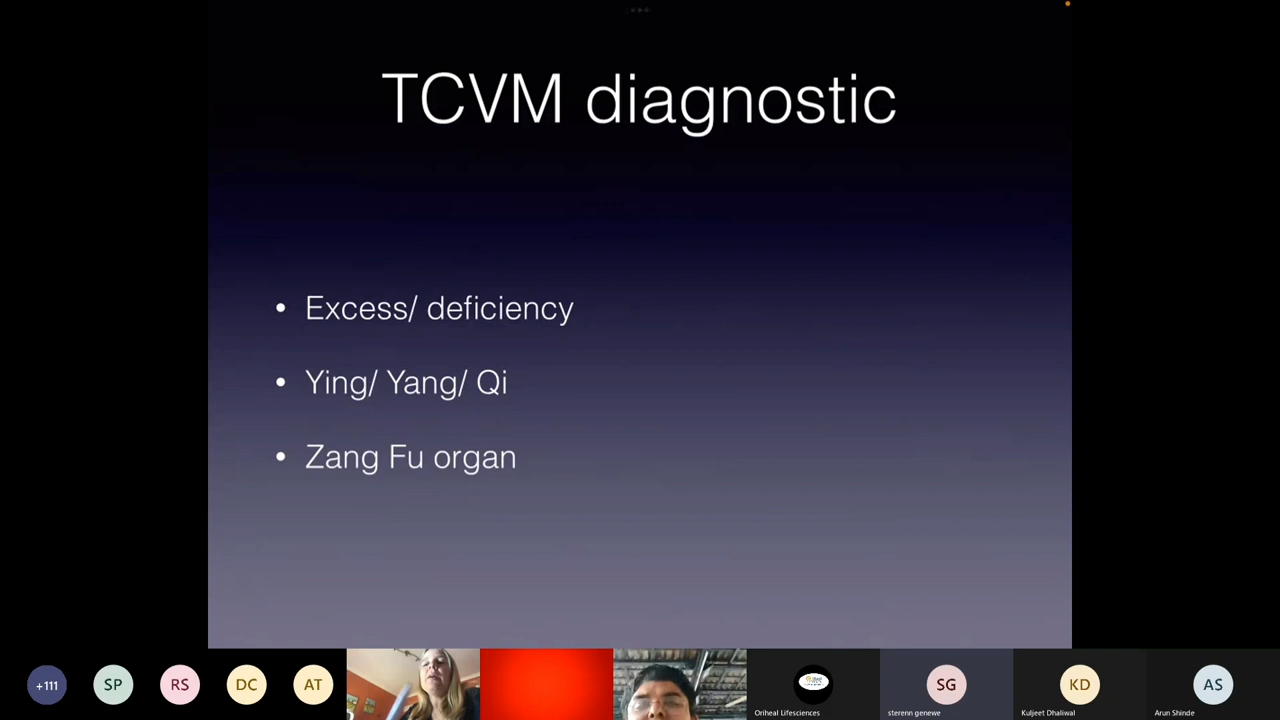 TCVM diagnostic
• Excess/ deficiency
• Ying/ Yang/ Qi
• Zang Fu organ
+111
SP
RS
DC
AT
SG
KD
AS
Oriheal Lifesciences
sterenn genewe
Kuljeet Dhaliwal
Arun Shinde